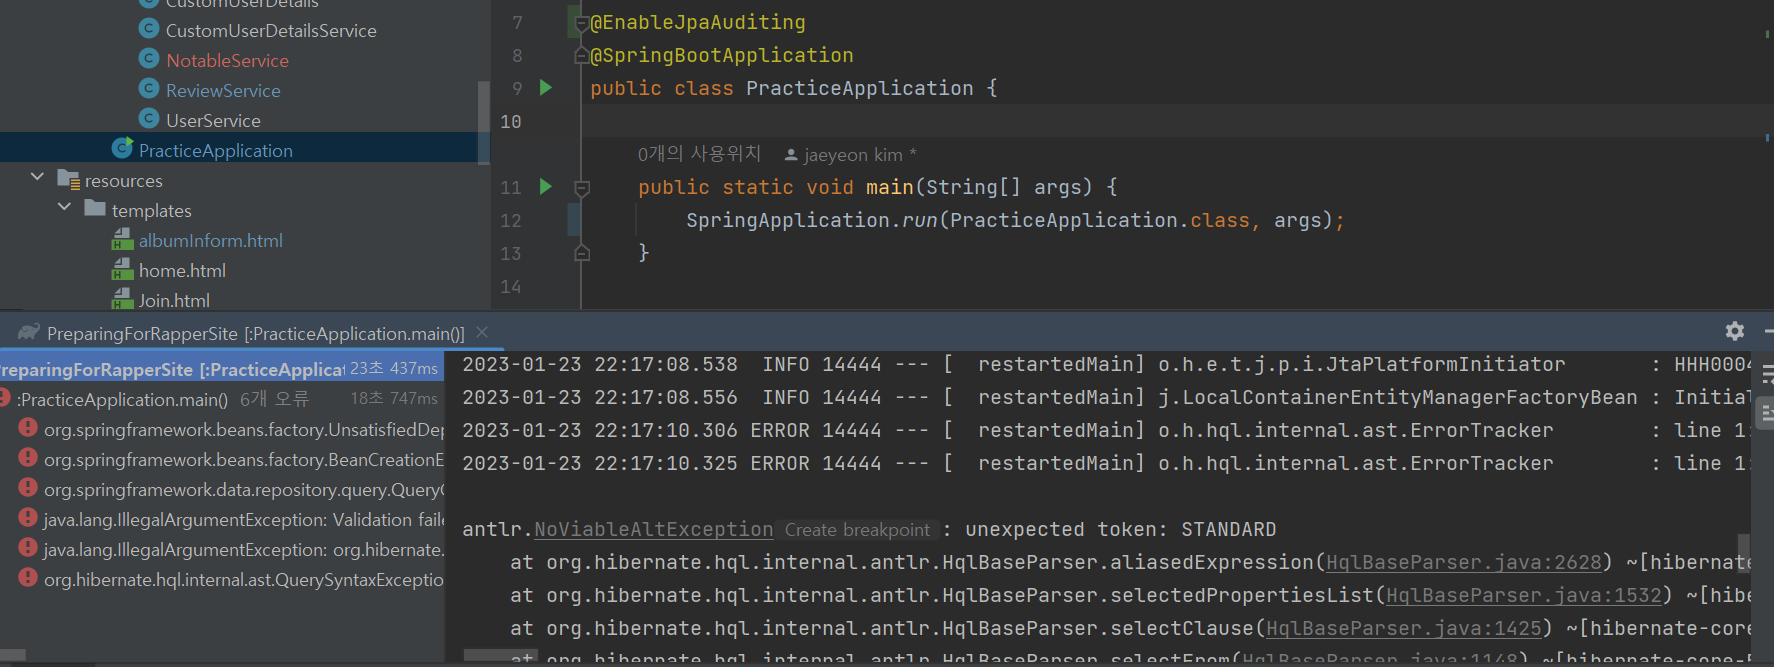 CustomUserDetails
CustomUserDetailsService
NotableService
ReviewService
UserService
PracticeApplication
resources
templates
albumInform.html
home.html
Join.html
7 @EnableJpaAuditing
8 @SpringBootApplication
9 public class PracticeApplication {
10
0개의 사용위치 jaeyeon kim *
11 public static void main(String[] args) {
12 SpringApplication.run(PracticeApplication.class, args);
13 }
14
PreparingForRapperSite [:PracticeApplication.main()]
reparingForRapperSite [:PracticeApplicat 23초 437ms
:PracticeApplication.main() 6개 오류 18초 747ms
org.springframework.beans.factory.UnsatisfiedDep
org.springframework.beans.factory.BeanCreationE
org.springframework.data.repository.query.QueryC
java.lang.IllegalArgumentException: Validation faile
java.lang.IllegalArgumentException: org.hibernate.
org.hibernate.hql.internal.ast.QuerySyntaxExceptio
2023-01-23 22:17:08.538 INFO 14444 --- [ restartedMain] o.h.e.t.j.p.i.JtaPlatformInitiator : HHH0004
2023-01-23 22:17:08.556 INFO 14444 --- [ restartedMain] j.LocalContainerEntityManagerFactoryBean : Initial
2023-01-23 22:17:10.306 ERROR 14444 --- [ restartedMain] o.h.hql.internal.ast.ErrorTracker : line 1:
2023-01-23 22:17:10.325 ERROR 14444 --- [ restartedMain] o.h.hql.internal.ast.ErrorTracker : line 1:
antlr.NoViableAltException Create breakpoint : unexpected token: STANDARD
at org.hibernate.hql.internal.antlr.HqlBaseParser.aliasedExpression(HqlBaseParser.java:2628) ~[hibernate
at org.hibernate.hql.internal.antlr.HqlBaseParser.selectedPropertiesList(HqlBaseParser.java:1532) ~[hibe
at org.hibernate.hql.internal.antlr.HqlBaseParser.selectClause(HqlBaseParser.java:1425) ~[hibernate-core
at org.hibernate.hql.internal.antlr.HqlBaseParser.selectFrom(HqlBaseParser.java:1148) ~[hibernate-core-5